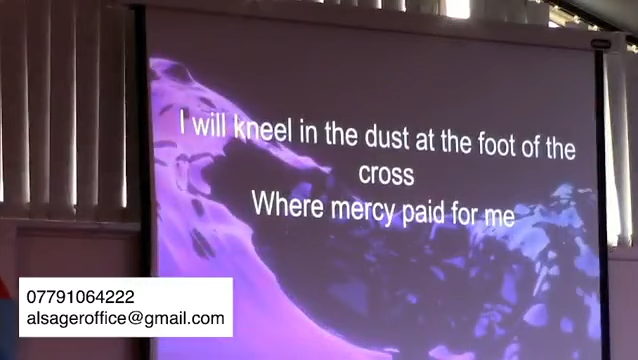 I will kneel in the dust at the foot of the
cross
Where mercy paid for me
07791064222
alsageroffice@gmail.com